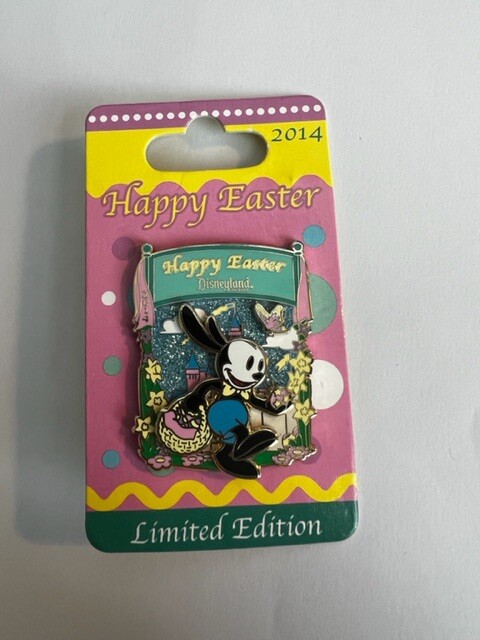 2014
Happy Easter
Happy Easter
Disneyland
Limited Edition